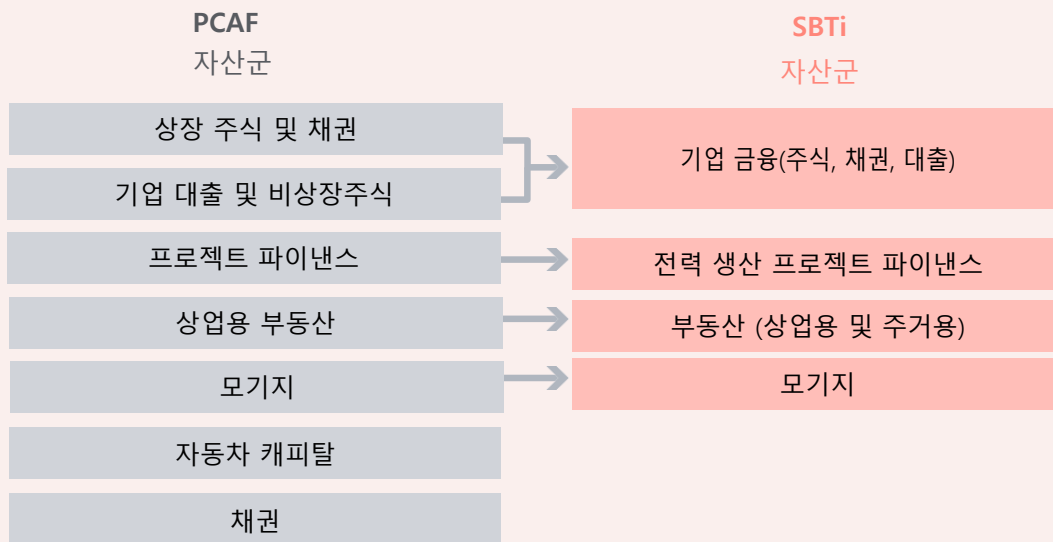 PCAF
자산군
상장 주식 및 채권
기업 대출 및 비상장주식
프로젝트 파이낸스
상업용 부동산
모기지
자동차 캐피탈
채권
SBTi
자산군
기업 금융(주식, 채권, 대출)
전력 생산 프로젝트 파이낸스
부동산 (상업용 및 주거용)
모기지